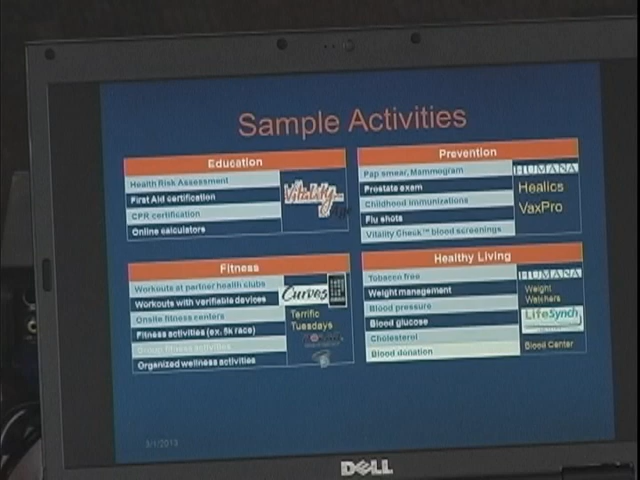 Sample Activities
Education
Health Risk Assessment
First Aid certification
CPR certification
Online calculators
Vitality
Prevention
Pap smear, Mammogram
Prostate exam
Childhood immunizations
Flu shots
Vitality Check™ blood screenings
HUMANA
Healics
VaxPro
Fitness
Workouts at partner health clubs
Workouts with verifiable devices
Onsite fitness centers
Fitness activities (ex. 5k race)
Group fitness activities
Organized wellness activities
Curves
Terrific
Tuesdays
Healthy Living
Tobacco free
Weight management
Blood pressure
Blood glucose
Cholesterol
Blood donation
HUMANA
Weight
Watchers
LifeSynch
Blood Center
3/1/2013
DELL